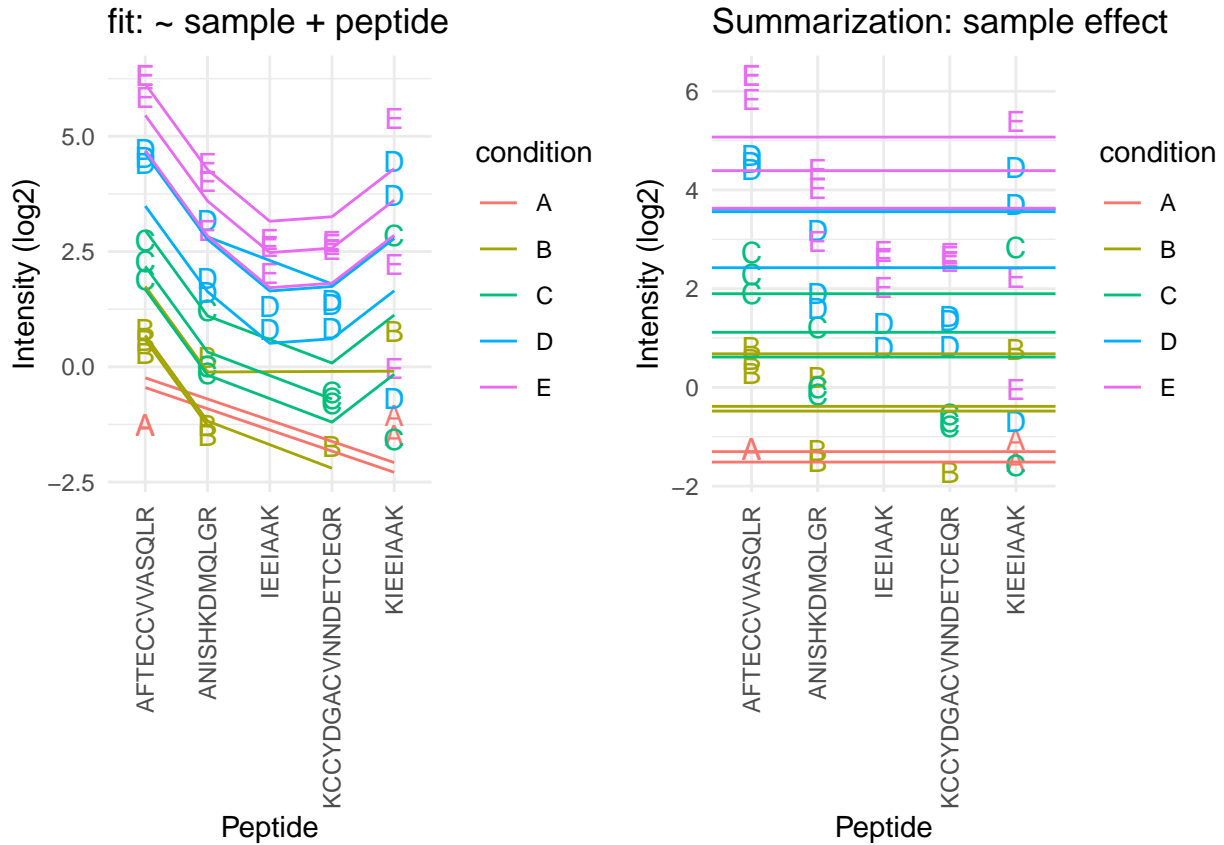 fit: ~ sample + peptide
Intensity (log2)
5.0
2.5
0.0
−2.5
AFTECCVVASQLR
ANISHKDMQLGR
IEEIAAK
KCCYDGACVNNDETCEQR
KIEEIAAK
Peptide
condition
A
B
C
D
E
Summarization: sample effect
Intensity (log2)
6
4
2
0
−2
AFTECCVVASQLR
ANISHKDMQLGR
IEEIAAK
KCCYDGACVNNDETCEQR
KIEEIAAK
Peptide
condition
A
B
C
D
E